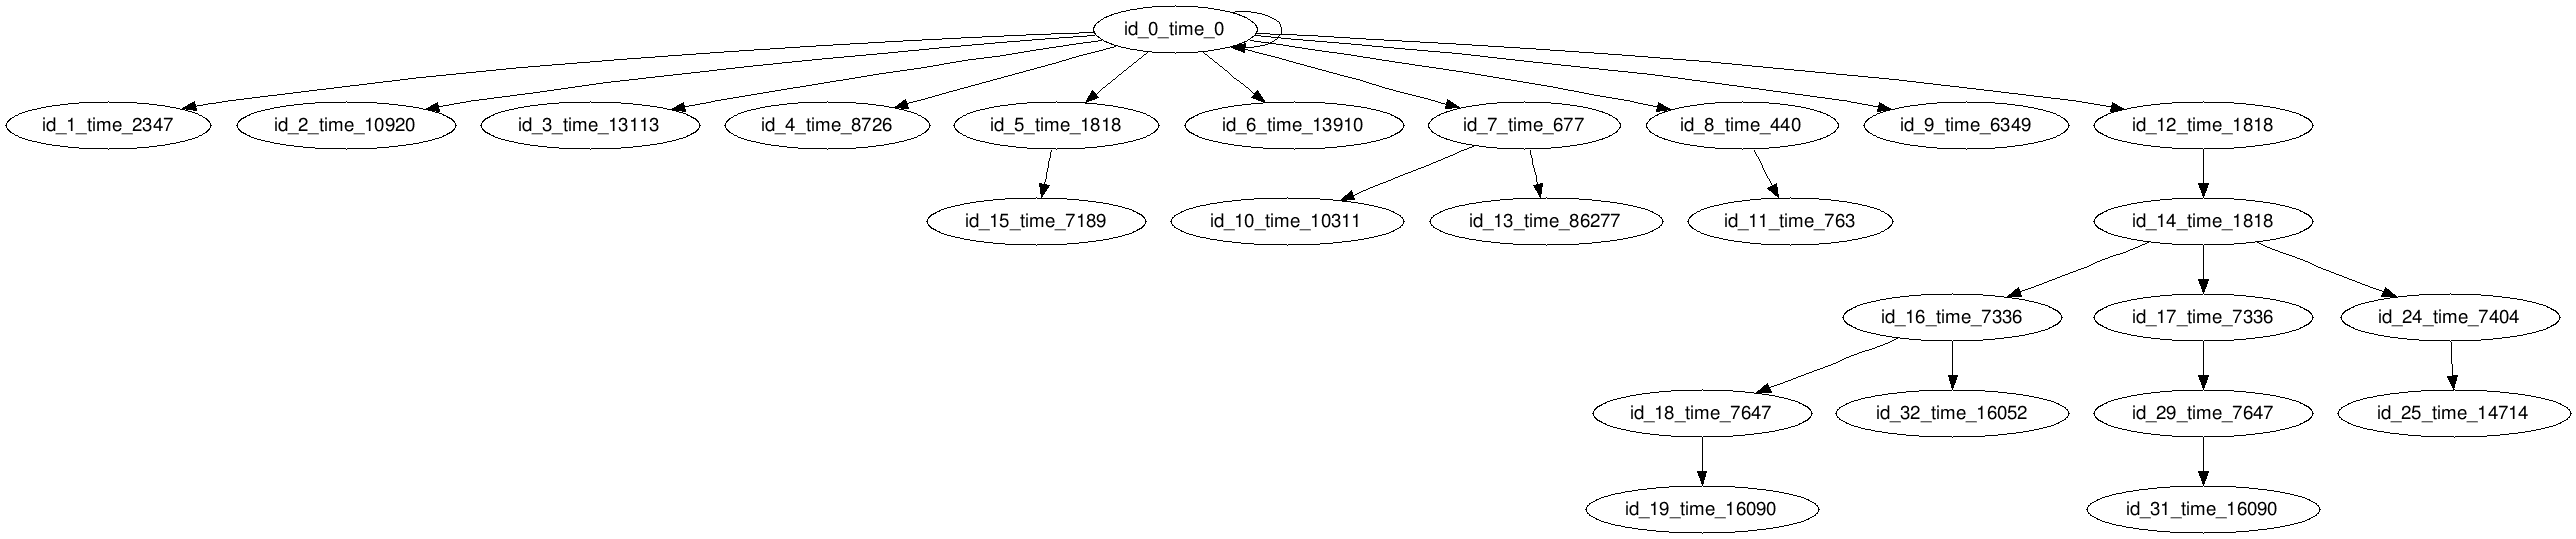 id_0_time_0
id_1_time_2347
id_2_time_10920
id_3_time_13113
id_4_time_8726
id_5_time_1818
id_6_time_13910
id_7_time_677
id_8_time_440
id_9_time_6349
id_12_time_1818
id_15_time_7189
id_10_time_10311
id_13_time_86277
id_11_time_763
id_14_time_1818
id_16_time_7336
id_17_time_7336
id_24_time_7404
id_18_time_7647
id_32_time_16052
id_29_time_7647
id_25_time_14714
id_19_time_16090
id_31_time_16090